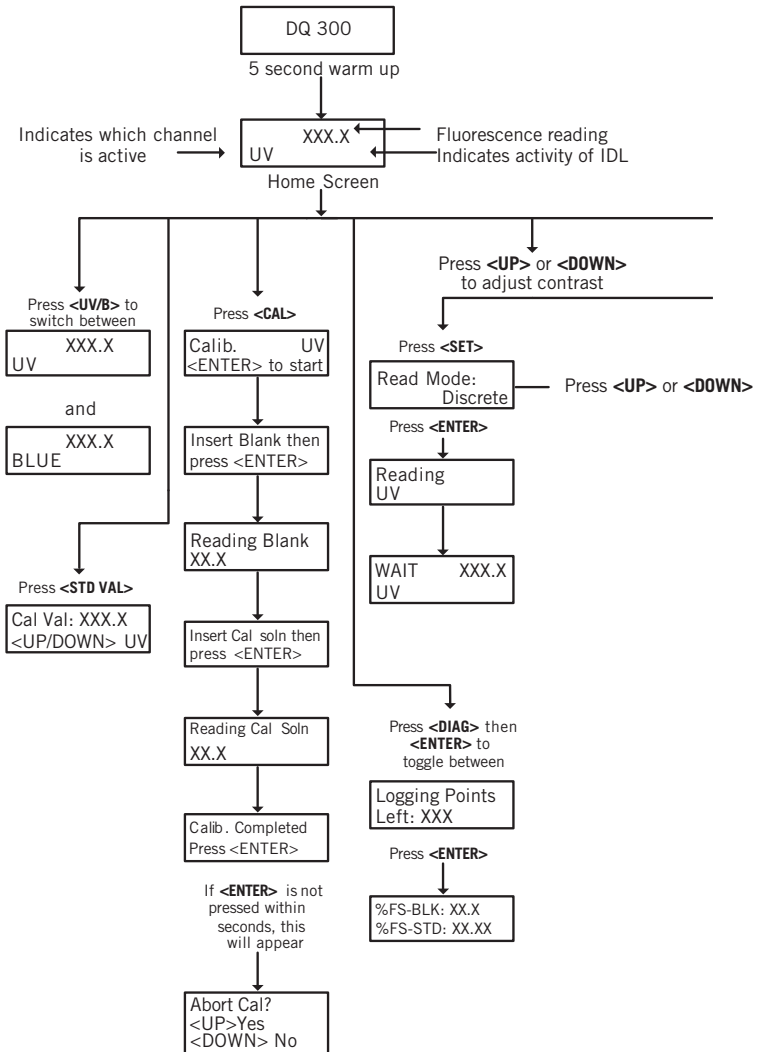 DQ 300
5 second warm up
Indicates which channel
is active
XXX.X
UV
Fluorescence reading
Indicates activity of IDL
Home Screen
Press <UV/B> to
switch between
XXX.X
UV
and
XXX.X
BLUE
Press <STD VAL>
Cal Val: XXX.X
<UP/DOWN> UV
Press <CAL>
Calib. UV
<ENTER> to start
Insert Blank then
press <ENTER>
Reading Blank
XX.X
Insert Cal soln then
press <ENTER>
Reading Cal Soln
XX.X
Calib. Completed
Press <ENTER>
If <ENTER> is not
pressed within
seconds, this
will appear
Abort Cal?
<UP>Yes
<DOWN> No
Press <UP> or <DOWN>
to adjust contrast
Press <SET>
Read Mode:
Discrete
Press <UP> or <DOWN>
Press <ENTER>
Reading
UV
WAIT XXX.X
UV
Press <DIAG> then
<ENTER> to
toggle between
Logging Points
Left: XXX
Press <ENTER>
%FS-BLK: XX.X
%FS-STD: XX.XX